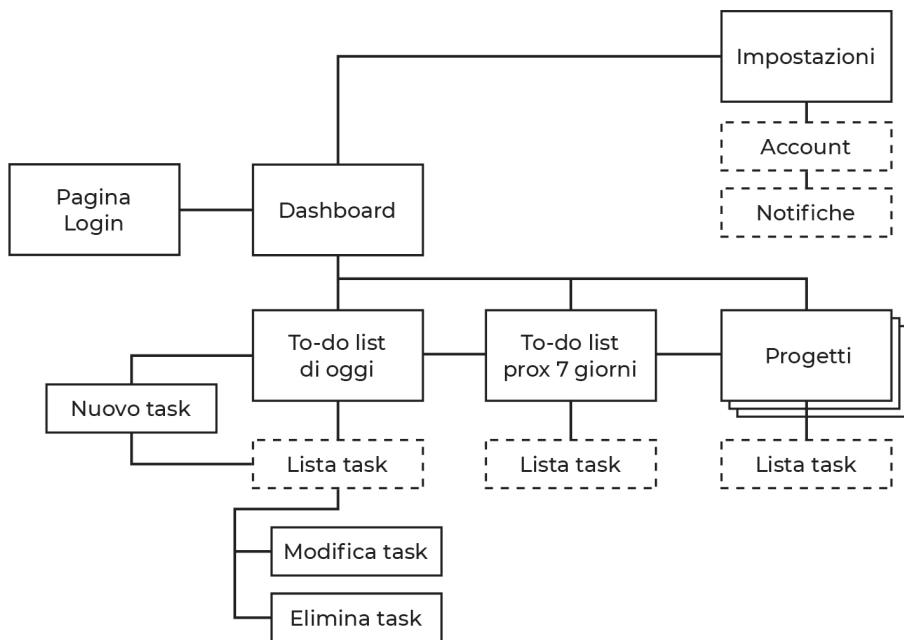 Impostazioni
Account
Notifiche
Pagina
Login
Dashboard
To-do list
di oggi
To-do list
prox 7 giorni
Progetti
Nuovo task
Lista task
Lista task
Lista task
Modifica task
Elimina task